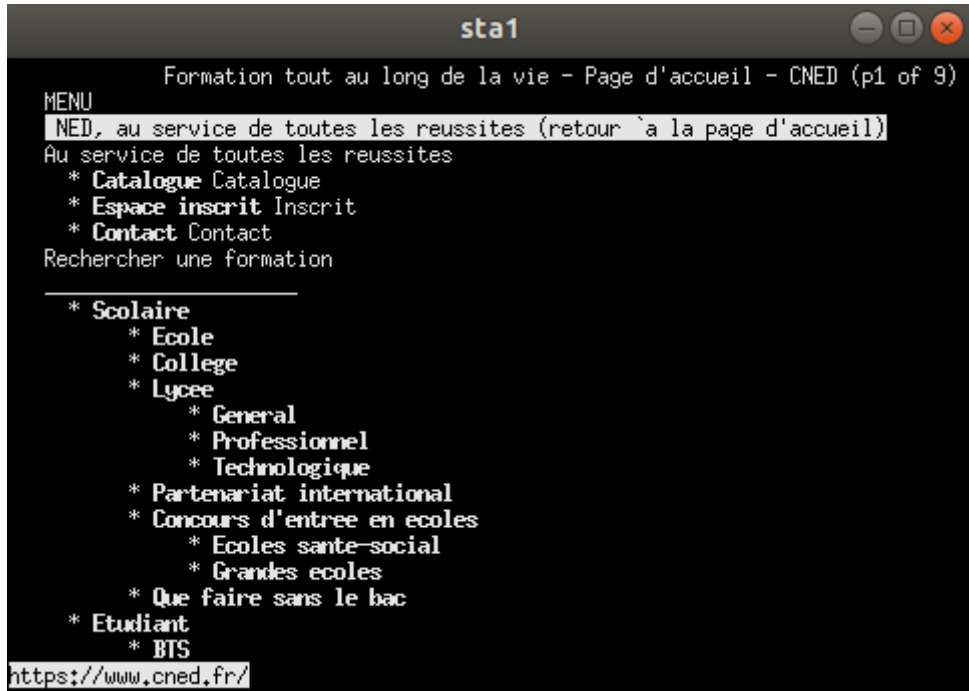 sta1
Formation tout au long de la vie - Page d'accueil - CNED (p1 of 9)
MENU
NED, au service de toutes les reussites (retour `a la page d'accueil)
Au service de toutes les reussites
* Catalogue Catalogue
* Espace inscrit Inscrit
* Contact Contact
Rechercher une formation
____________________
* Scolaire
* Ecole
* College
* Lycee
* General
* Professionnel
* Technologique
* Partenariat international
* Concours d'entree en ecoles
* Ecoles sante-social
* Grandes ecoles
* Que faire sans le bac
* Etudiant
* BTS
https://www.cned.fr/